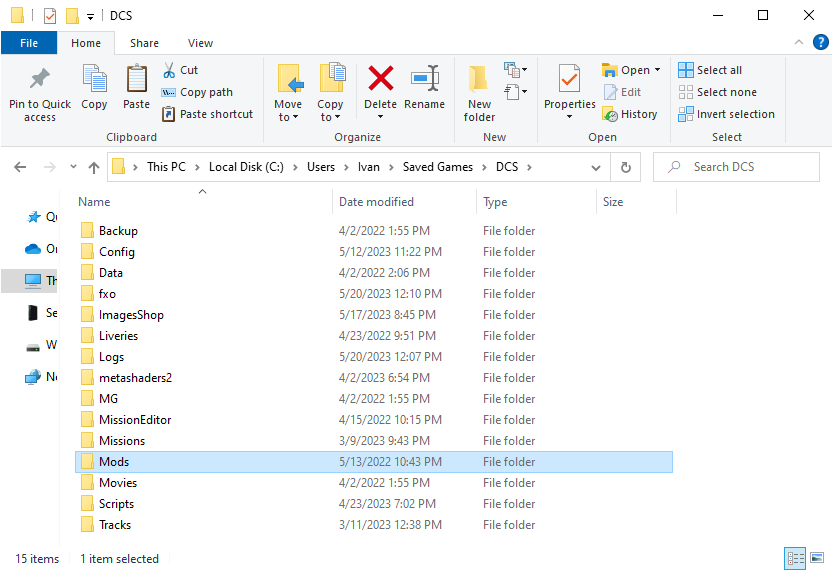 DCS
File Home Share View
Pin to Quick access
Copy
Paste
Cut
Copy path
Paste shortcut
Clipboard
Move to
Copy to
Delete
Rename
Organize
New folder
New
Properties
Open
Edit
History
Open
Select all
Select none
Invert selection
Select
This PC > Local Disk (C:) > Users > Ivan > Saved Games > DCS >
Search DCS
Name Date modified Type Size
Backup 4/2/2022 1:55 PM File folder
Config 5/12/2023 11:22 PM File folder
Data 4/2/2022 2:06 PM File folder
fxo 5/20/2023 12:10 PM File folder
ImagesShop 5/17/2023 8:45 PM File folder
Liveries 4/23/2022 9:51 PM File folder
Logs 5/20/2023 12:07 PM File folder
metashaders2 4/2/2023 6:54 PM File folder
MG 4/2/2022 1:55 PM File folder
MissionEditor 4/15/2022 10:15 PM File folder
Missions 3/9/2023 9:43 PM File folder
Mods 5/13/2022 10:43 PM File folder
Movies 4/2/2022 1:55 PM File folder
Scripts 4/23/2023 7:02 PM File folder
Tracks 3/11/2023 12:38 PM File folder
15 items 1 item selected